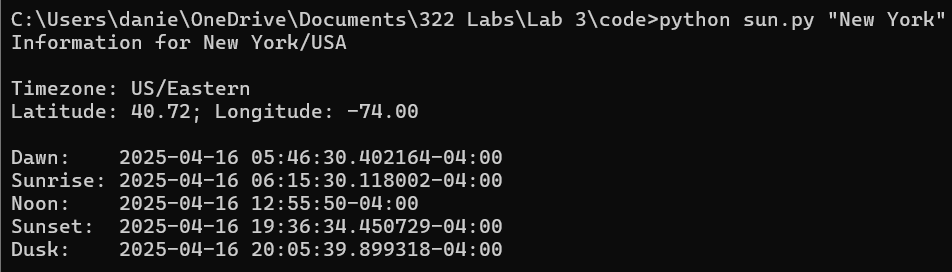 C:\Users\danie\OneDrive\Documents\322 Labs\Lab 3\code>python sun.py "New York"
Information for New York/USA
Timezone: US/Eastern
Latitude: 40.72; Longitude: -74.00
Dawn:    2025-04-16 05:46:30.402164-04:00
Sunrise: 2025-04-16 06:15:30.118002-04:00
Noon:    2025-04-16 12:55:50-04:00
Sunset:  2025-04-16 19:36:34.450729-04:00
Dusk:    2025-04-16 20:05:39.899318-04:00